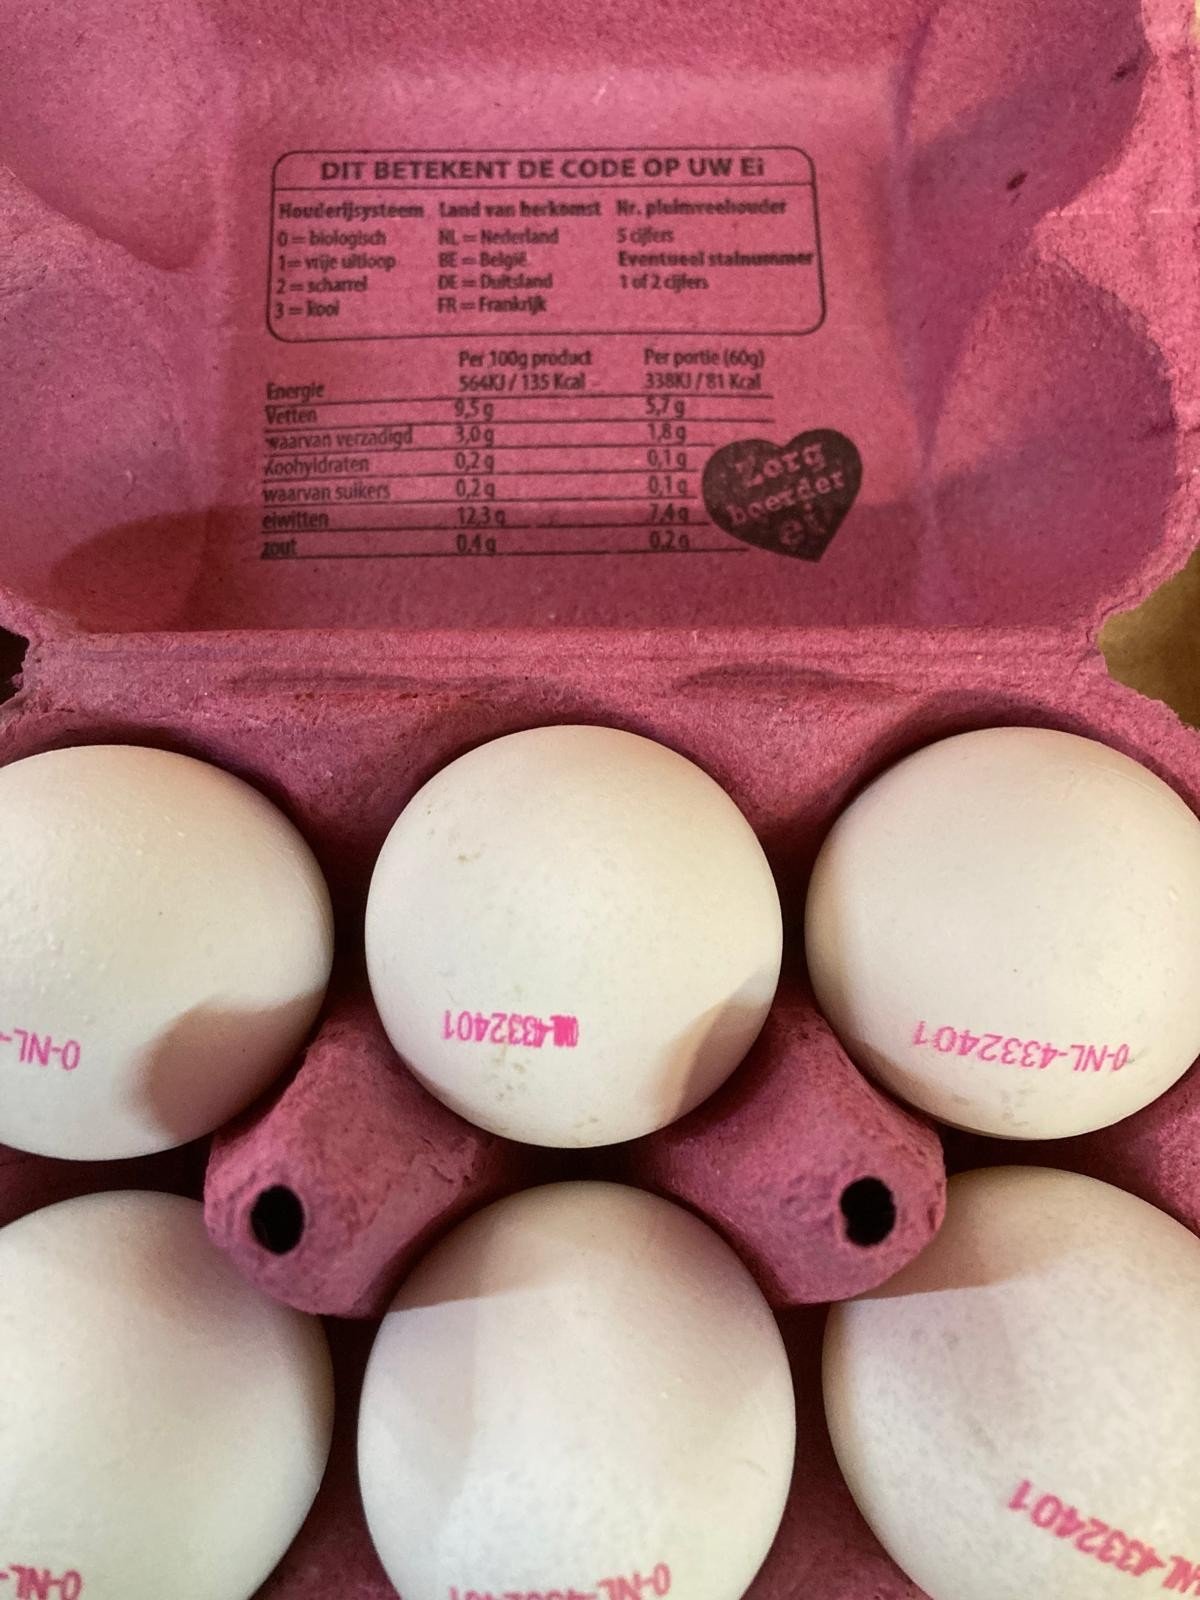 DIT BETEKENT DE CODE OP UW Ei
Houderijsysteem Land van herkomst Nr. pluimveehouder
0 = biologisch NL = Nederland 5 cijfers
1 = vrije uitloop BE = België Eventueel stalnummer
2 = scharrel DE = Duitsland 1 of 2 cijfers
3 = kooi FR = Frankrijk
Per 100g product Per portie (60g)
Energie 564KJ / 135 Kcal 338KJ / 81 Kcal
Vetten 9,5 g 5,7 g
waarvan verzadigd 3,0 g 1,8 g
Koohyldraten 0,2 g 0,1 g
waarvan suikers 0,2 g 0,1 g
eiwitten 12,3 g 7,4 g
zout 0,4 g 0,2 g
Zorg
boerder
ei
0-NL-
NL-4332401
0-NL-4332401
0-NL-
0-NL-4332401
NL-4332401